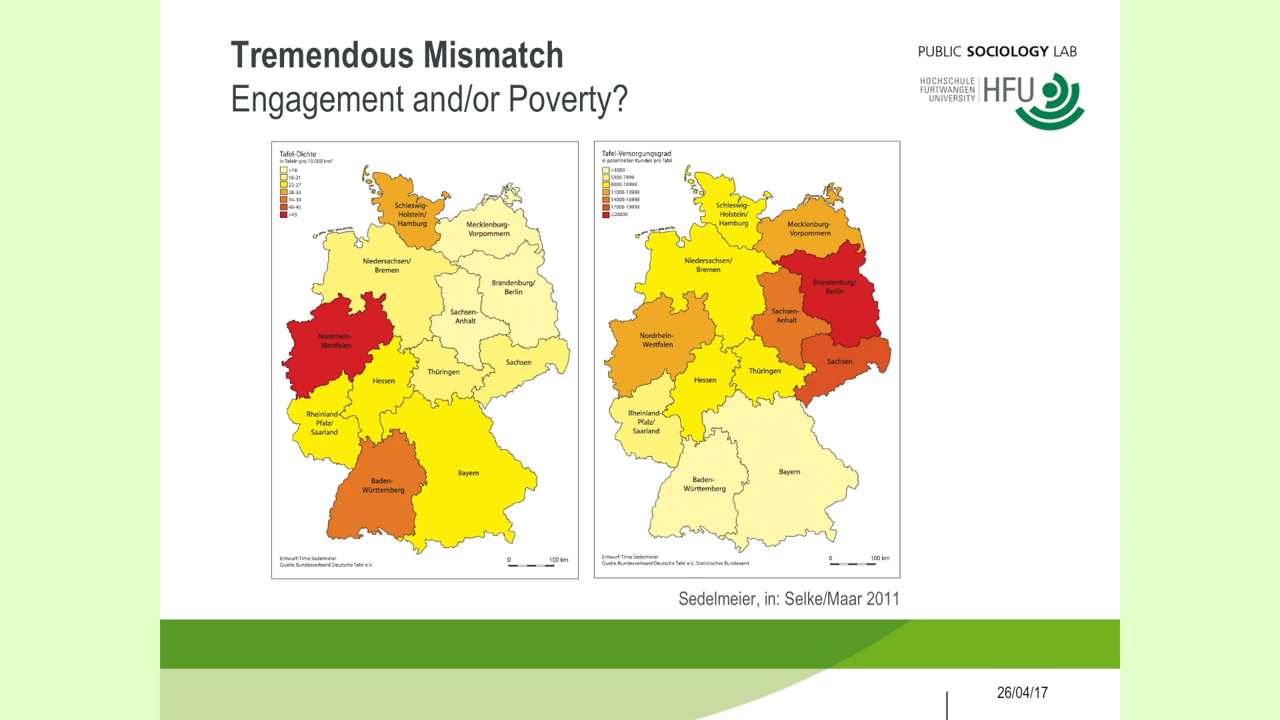 Tremendous Mismatch
Engagement and/or Poverty?
PUBLIC SOCIOLOGY LAB
HOCHSCHULE
FURTWANGEN
UNIVERSITY
HFU
Tafel-Dichte
in Tafeln pro 10.000 km²
<16
16-21
22-27
28-33
34-39
40-45
>45
Schleswig-
Holstein/
Hamburg
Mecklenburg-
Vorpommern
Niedersachsen/
Bremen
Brandenburg/
Berlin
Sachsen-
Anhalt
Nordrhein-
Westfalen
Sachsen
Thüringen
Hessen
Rheinland-
Pfalz/
Saarland
Bayern
Baden-
Württemberg
Entwurf: Timo Sedelmeier
Quelle: Bundesverband Deutsche Tafel e.V.
0 100 km
Tafel-Versorgungsgrad
in potentiellen Kunden pro Tafel
5000-7999
8000-10999
11000-13999
14000-16999
17000-19999
≥20000
Schleswig-
Holstein/
Hamburg
Mecklenburg-
Vorpommern
Niedersachsen/
Bremen
Brandenburg/
Berlin
Sachsen-
Anhalt
Nordrhein-
Westfalen
Sachsen
Thüringen
Hessen
Rheinland-
Pfalz/
Saarland
Bayern
Baden-
Württemberg
Entwurf: Timo Sedelmeier
Quelle: Bundesverband Deutsche Tafel e.V., Statistisches Bundesamt
0 100 km
Sedelmeier, in: Selke/Maar 2011
26/04/17